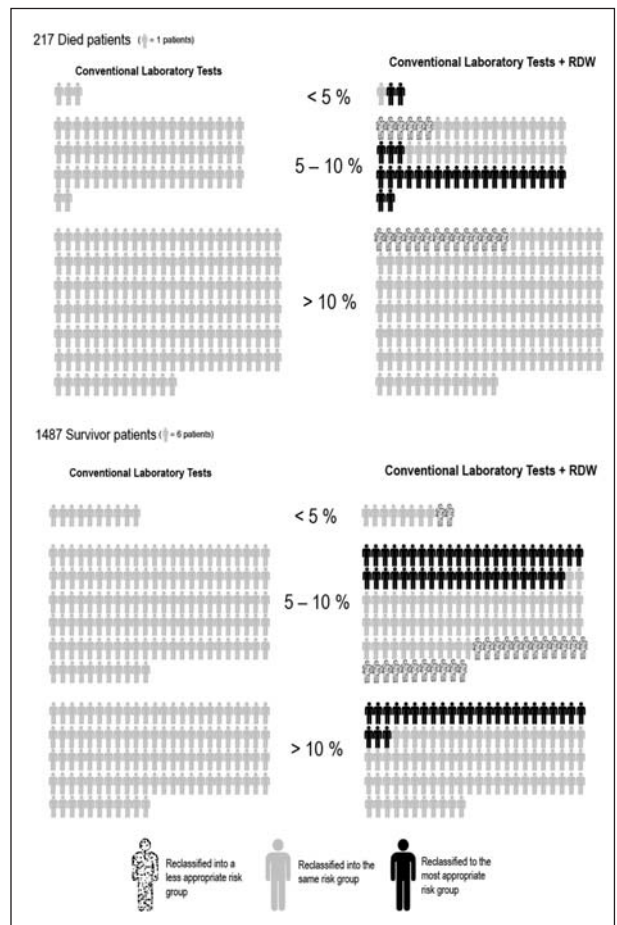 217 Died patients ( = 1 patients)
Conventional Laboratory Tests
Conventional Laboratory Tests + RDW
< 5 %
5 – 10 %
> 10 %
1487 Survivor patients ( = 6 patients)
Conventional Laboratory Tests
Conventional Laboratory Tests + RDW
< 5 %
5 – 10 %
> 10 %
Reclassified into a
less appropriate risk
group
Reclassified into the
same risk group
Reclassified to the
most appropriate
risk group